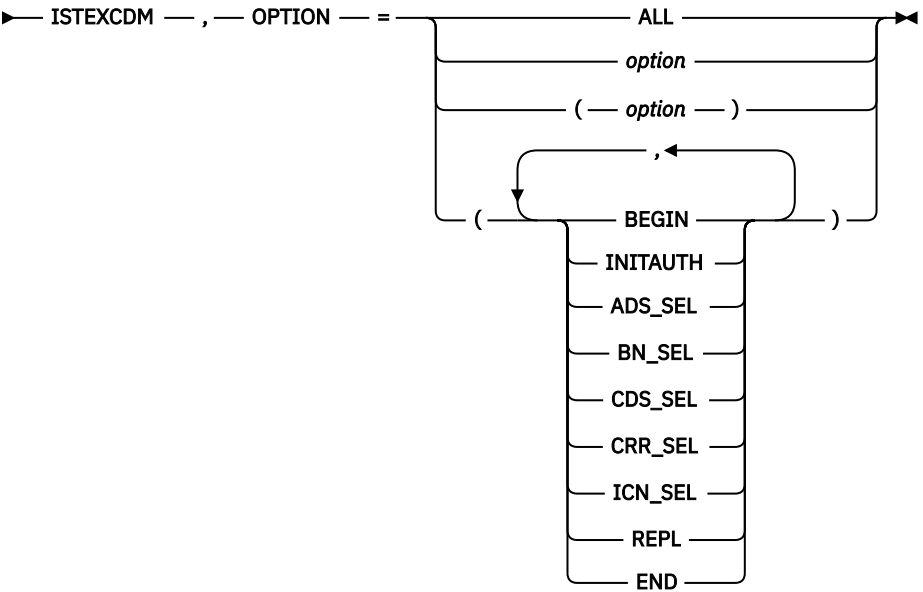 ISTEXCDM , OPTION = ALL
option
( option )
,
( BEGIN )
INITAUTH
ADS_SEL
BN_SEL
CDS_SEL
CRR_SEL
ICN_SEL
REPL
END